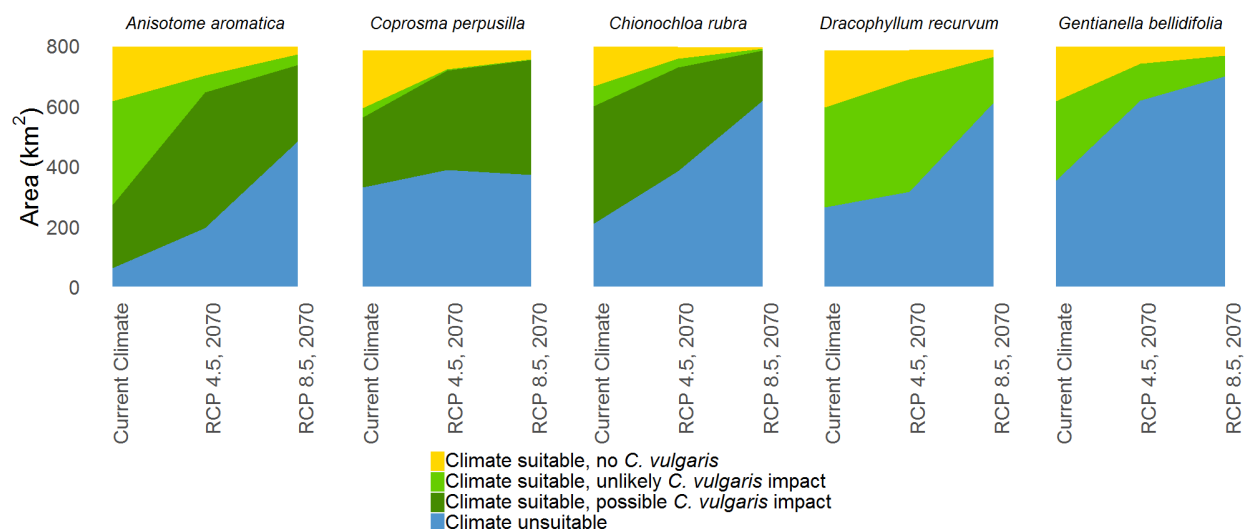 Anisotome aromatica
Coprosma perpusilla
Chionochloa rubra
Dracophyllum recurvum
Gentianella bellidifolia
Area (km²)
800
600
400
200
0
Current Climate
RCP 4.5, 2070
RCP 8.5, 2070
Current Climate
RCP 4.5, 2070
RCP 8.5, 2070
Current Climate
RCP 4.5, 2070
RCP 8.5, 2070
Current Climate
RCP 4.5, 2070
RCP 8.5, 2070
Current Climate
RCP 4.5, 2070
RCP 8.5, 2070
Climate suitable, no C. vulgaris
Climate suitable, unlikely C. vulgaris impact
Climate suitable, possible C. vulgaris impact
Climate unsuitable